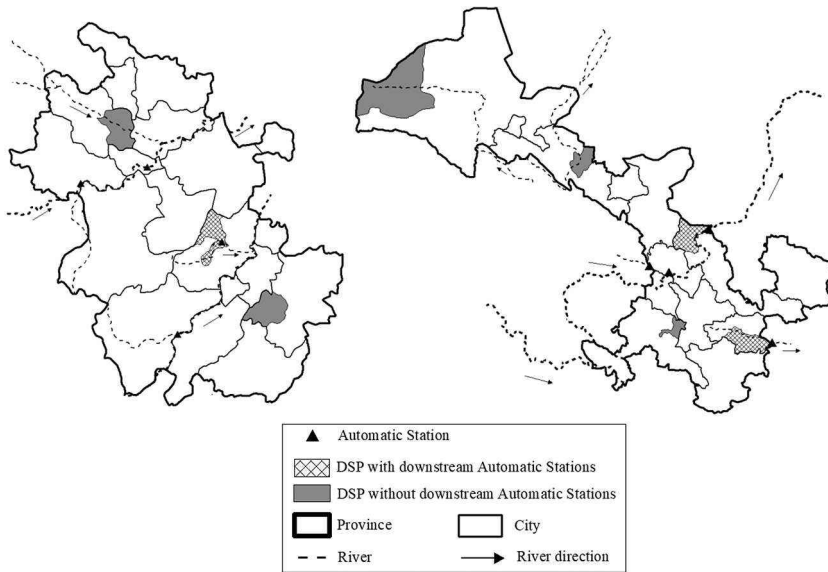 Automatic Station
DSP with downstream Automatic Stations
DSP without downstream Automatic Stations
Province City
River River direction